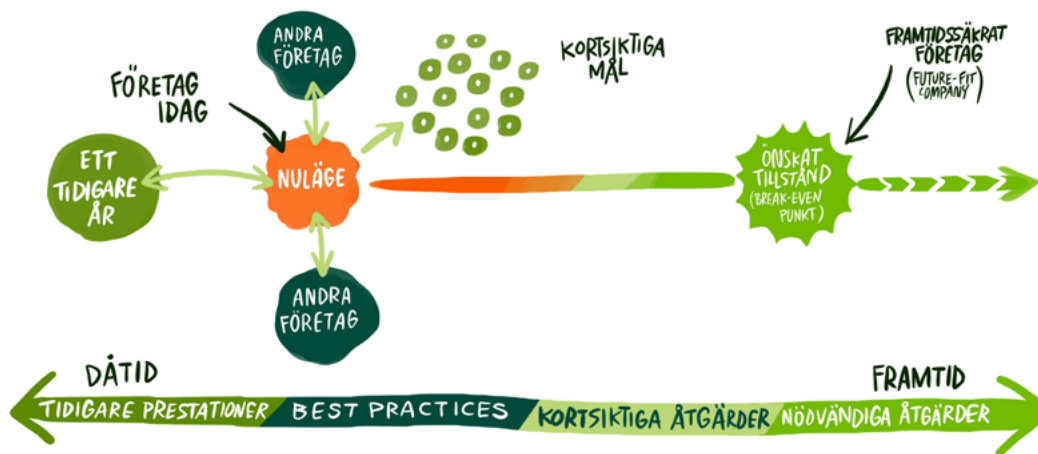 ANDRA
FÖRETAG
KORTSIKTIGA
MÅL
FRAMTIDSSÄKRAT
FÖRETAG
(FUTURE-FIT
COMPANY)
FÖRETAG
IDAG
ETT
TIDIGARE
ÅR
NULÄGE
ÖNSKAT
TILLSTÅND
(BREAK-EVEN
PUNKT)
ANDRA
FÖRETAG
DÅTID
FRAMTID
TIDIGARE PRESTATIONER
BEST PRACTICES
KORTSIKTIGA ÅTGÄRDER
NÖDVÄNDIGA ÅTGÄRDER